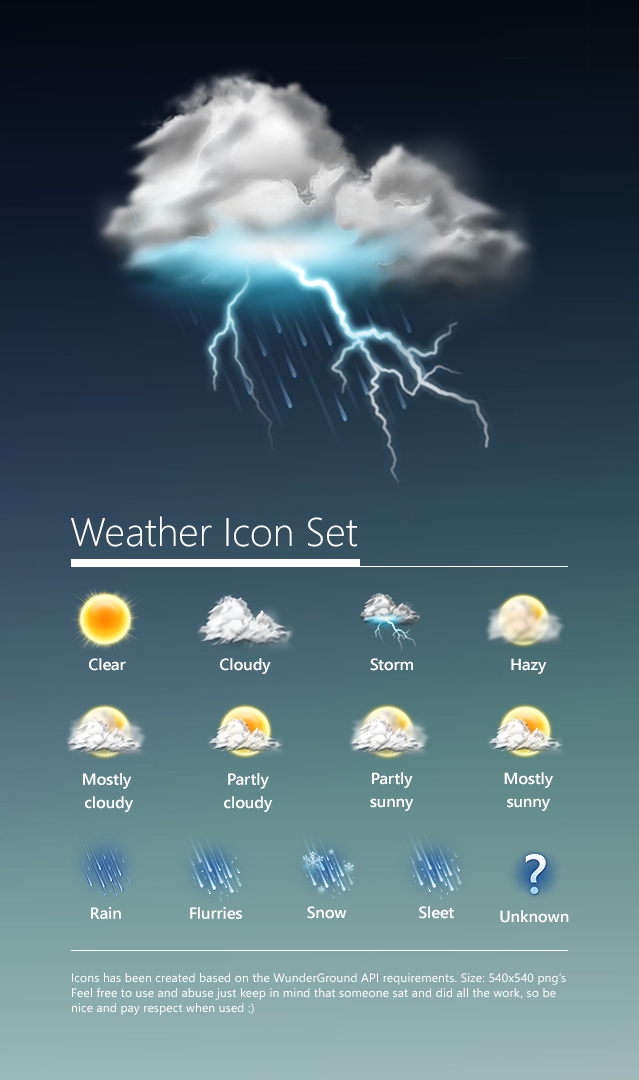 Weather Icon Set
Clear
Cloudy
Storm
Hazy
Mostly
cloudy
Partly
cloudy
Partly
sunny
Mostly
sunny
Rain
Flurries
Snow
Sleet
?
Unknown
Icons has been created based on the WunderGround API requirements. Size: 540x540 png's
Feel free to use and abuse just keep in mind that someone sat and did all the work, so be
nice and pay respect when used :)